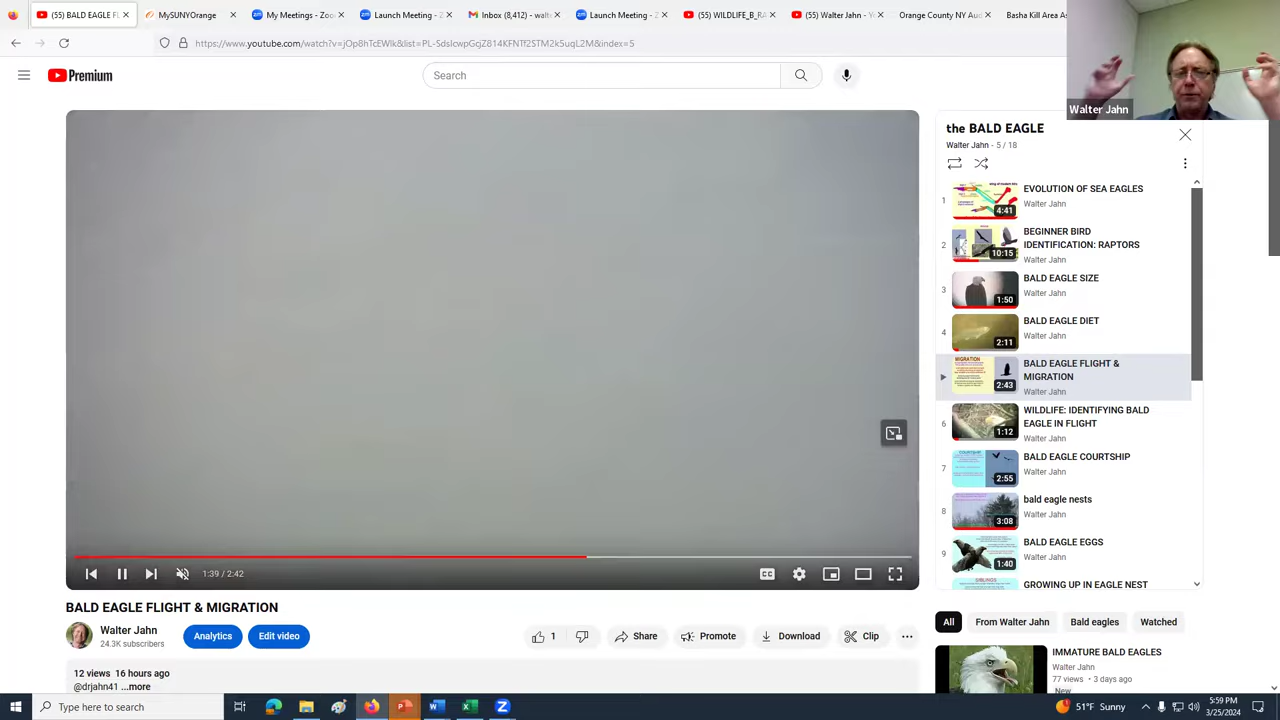 (55) BALD EAGLE FL
MySUNYOrange
My Meetings - Z
Launch Meeting - Z
Inbox (9,412) - walt
Launch Meeting -
(55) WILDLIFE_B_P
(55) Walter Jahn - Y
Orange County NY Aud
Basha Kill Area As
https://www.youtube.com/watch?v=
Premium
Search
Walter Jahn
the BALD EAGLE
Walter Jahn - 5 / 18
1
EVOLUTION OF SEA EAGLES
Walter Jahn
4:41
2
BEGINNER BIRD
IDENTIFICATION: RAPTORS
Walter Jahn
10:15
3
BALD EAGLE SIZE
Walter Jahn
1:50
4
BALD EAGLE DIET
Walter Jahn
2:11
MIGRATION
BALD EAGLE FLIGHT &
MIGRATION
Walter Jahn
2:43
6
WILDLIFE: IDENTIFYING BALD
EAGLE IN FLIGHT
Walter Jahn
1:12
7
COURTSHIP
BALD EAGLE COURTSHIP
Walter Jahn
2:55
8
bald eagle nests
Walter Jahn
3:08
9
BALD EAGLE EGGS
Walter Jahn
1:40
SIBLINGS
GROWING UP IN EAGLE NEST
1:39 / 2:42
BALD EAGLE FLIGHT & MIGRATION
Walter Jahn
24.3K subscribers
Analytics
Edit video
1
Share
Promote
Download
Clip
12 views 16 hours ago
@drjahn41 ...more
All
From Walter Jahn
Bald eagles
Watched
IMMATURE BALD EAGLES
Walter Jahn
77 views • 3 days ago
New
Type here to search
51°F Sunny
5:59 PM
3/25/2024